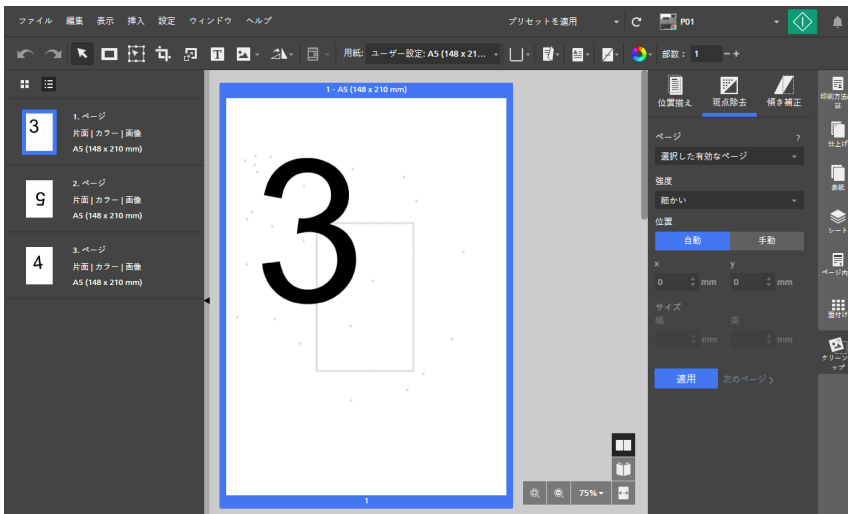 ファイル 編集 表示 挿入 設定 ウィンドウ ヘルプ
プリセットを適用
P01
用紙: ユーザー設定: A5 (148 x 21...
部数: 1
1. ページ
片面 | カラー | 画像
A5 (148 x 210 mm)
2. ページ
片面 | カラー | 画像
A5 (148 x 210 mm)
3. ページ
片面 | カラー | 画像
A5 (148 x 210 mm)
3
4
1 - A5 (148 x 210 mm)
3
1
75%
位置揃え 斑点除去 傾き補正
ページ ?
選択した有効なページ
強度
細かい
位置
自動 手動
x y
0 mm 0 mm
サイズ
幅 高
mm mm
適用 次のページ
仕上げ
表紙
シート
ページ内
面付け
クリーン
ップ